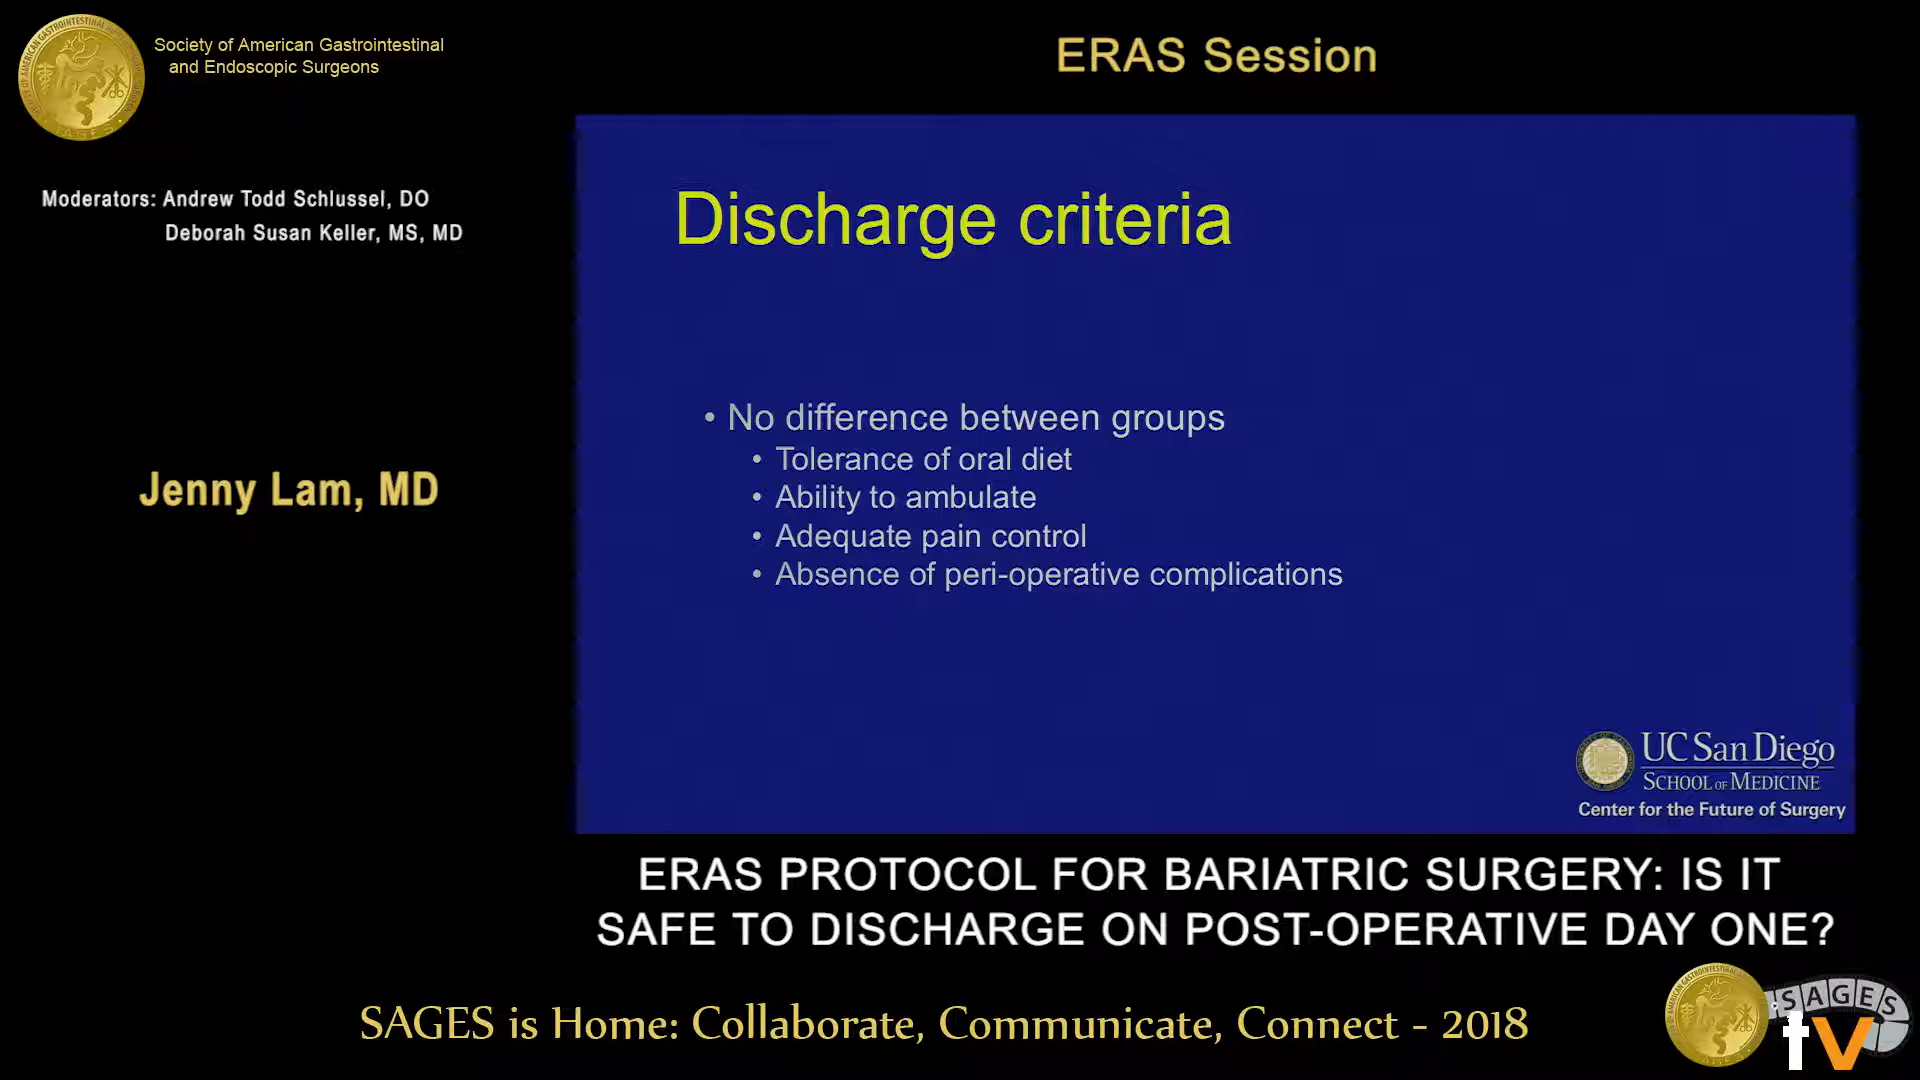 Society of American Gastrointestinal
and Endoscopic Surgeons
ERAS Session
Moderators: Andrew Todd Schlussel, DO
Deborah Susan Keller, MS, MD
Jenny Lam, MD
Discharge criteria
• No difference between groups
• Tolerance of oral diet
• Ability to ambulate
• Adequate pain control
• Absence of peri-operative complications
UC San Diego
SCHOOL OF MEDICINE
Center for the Future of Surgery
ERAS PROTOCOL FOR BARIATRIC SURGERY: IS IT
SAFE TO DISCHARGE ON POST-OPERATIVE DAY ONE?
SAGES is Home: Collaborate, Communicate, Connect - 2018
SAGES
tv